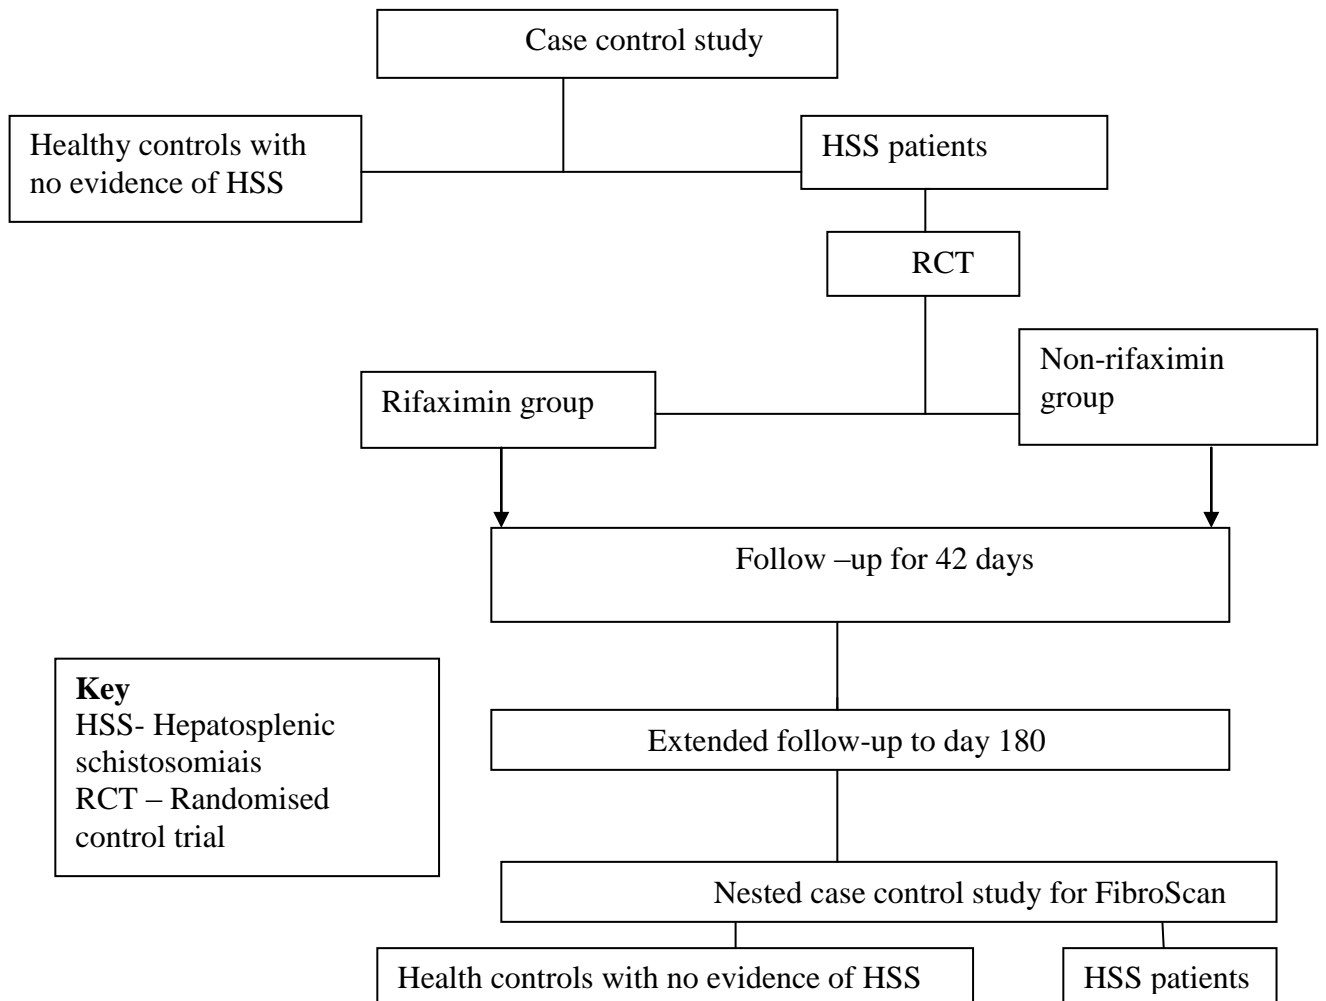 Case control study
Healthy controls with
no evidence of HSS
HSS patients
RCT
Non-rifaximin
group
Rifaximin group
Follow –up for 42 days
Key
HSS- Hepatosplenic
schistosomiais
RCT – Randomised
control trial
Extended follow-up to day 180
Nested case control study for FibroScan
Health controls with no evidence of HSS
HSS patients